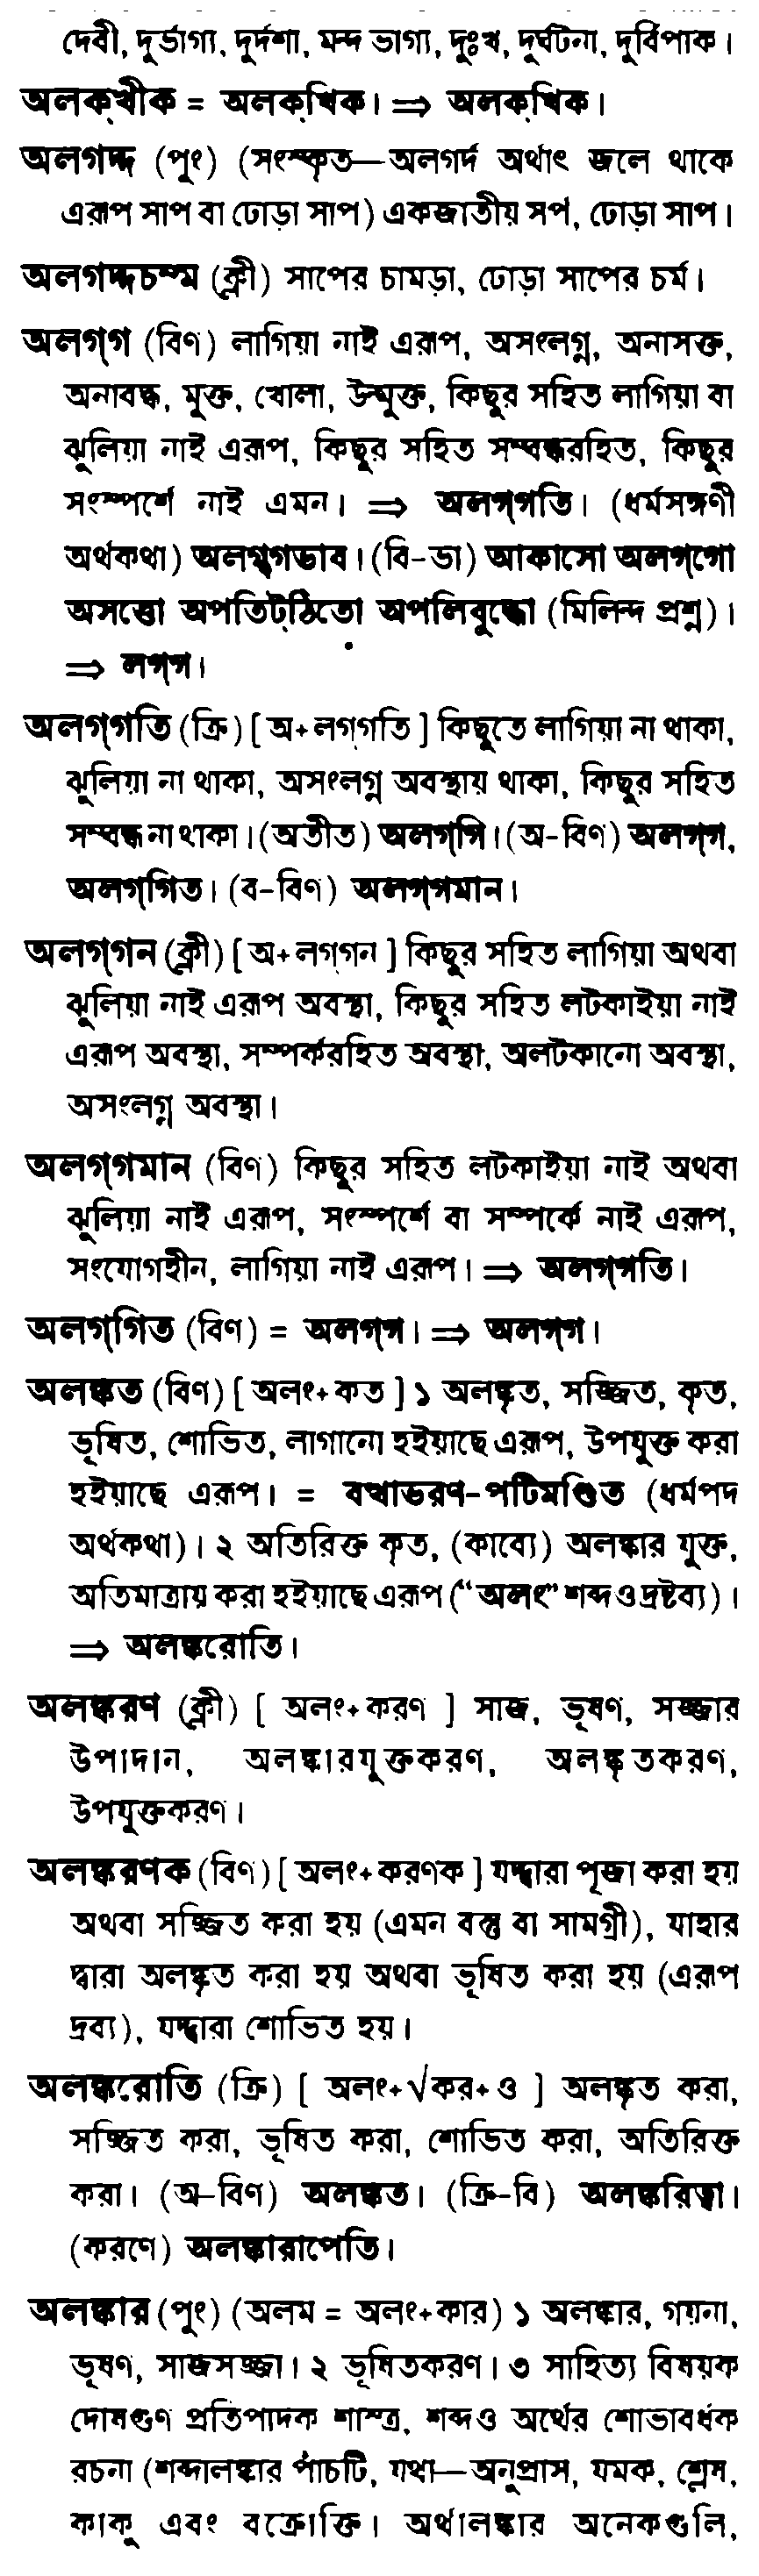 দেবী, দুর্ভাগা, দুর্দশা, মন্দ ভাগ্য, দুঃখ, দুর্ঘটনা, দুর্বিপাক।
অলক্খীক = অলক্খিক। ⇒ অলক্খিক।
অলগদ্দ (পুং) (সংস্কৃত—অলগর্দ অর্থাৎ জলে থাকে
এরূপ সাপ বা ঢোড়া সাপ) একজাতীয় সর্প, ঢোড়া সাপ।
অলগদ্দচম্ম (ক্লী) সাপের চামড়া, ঢোড়া সাপের চর্ম।
অলগ্গ (বিণ) লাগিয়া নাই এরূপ, অসংলগ্ন, অনাসক্ত,
অনাবদ্ধ, মুক্ত, খোলা, উন্মুক্ত, কিছুর সহিত লাগিয়া বা
ঝুলিয়া নাই এরূপ, কিছুর সহিত সম্বন্ধরহিত, কিছুর
সংস্পর্শে নাই এমন। ⇒ অলগ্গতি। (ধর্মসঙ্গণী
অর্থকথা) অলগ্গভাব। (বি-ভা) আকাসো অলগ্গো
অসত্তো অপতিট্ঠিতো অপলিবুদ্ধো (মিলিন্দ প্রশ্ন)।
⇒ লগ্গ।
অলগ্গতি (ক্রি) [ অ+লগ্গতি ] কিছুতে লাগিয়া না থাকা,
ঝুলিয়া না থাকা, অসংলগ্ন অবস্থায় থাকা, কিছুর সহিত
সম্বন্ধ না থাকা। (অতীত) অলগ্গি। (অ-বিণ) অলগ্গ,
অলগ্গিত। (ব-বিণ) অলগ্গমান।
অলগ্গন (ক্লী) [ অ+লগ্গন ] কিছুর সহিত লাগিয়া অথবা
ঝুলিয়া নাই এরূপ অবস্থা, কিছুর সহিত লটকাইয়া নাই
এরূপ অবস্থা, সম্পর্করহিত অবস্থা, অলটকানো অবস্থা,
অসংলগ্ন অবস্থা।
অলগ্গমান (বিণ) কিছুর সহিত লটকাইয়া নাই অথবা
ঝুলিয়া নাই এরূপ, সংস্পর্শে বা সম্পর্কে নাই এরূপ,
সংযোগহীন, লাগিয়া নাই এরূপ। ⇒ অলগ্গতি।
অলগ্গিত (বিণ) = অলগ্গ। ⇒ অলগ্গ।
অলঙ্কত (বিণ) [ অলং+কত ] ১ অলঙ্কৃত, সজ্জিত, কৃত,
ভূষিত, শোভিত, লাগানো হইয়াছে এরূপ, উপযুক্ত করা
হইয়াছে এরূপ। = বত্থাভরণ-পটিমণ্ডিত (ধর্মপদ
অর্থকথা)। ২ অতিরিক্ত কৃত, (কাব্যে) অলঙ্কার যুক্ত,
অতিমাত্রায় করা হইয়াছে এরূপ (“অলং” শব্দও দ্রষ্টব্য)।
⇒ অলঙ্করোতি।
অলঙ্করণ (ক্লী) [ অলং+করণ ] সাজ, ভূষণ, সজ্জার
উপাদান, অলঙ্কারযুক্তকরণ, অলঙ্কৃতকরণ,
উপযুক্তকরণ।
অলঙ্করণক (বিণ) [ অলং+করণক ] যদ্দ্বারা পূজা করা হয়
অথবা সজ্জিত করা হয় (এমন বস্তু বা সামগ্রী), যাহার
দ্বারা অলঙ্কৃত করা হয় অথবা ভূষিত করা হয় (এরূপ
দ্রব্য), যদ্দ্বারা শোভিত হয়।
অলঙ্করোতি (ক্রি) [ অলং+√কর+ও ] অলঙ্কৃত করা,
সজ্জিত করা, ভূষিত করা, শোভিত করা, অতিরিক্ত
করা। (অ-বিণ) অলঙ্কত। (ক্রি-বি) অলঙ্করিত্বা।
(করণে) অলঙ্কারাপেতি।
অলঙ্কার (পুং) (অলম = অলং+কার) ১ অলঙ্কার, গয়না,
ভূষণ, সাজসজ্জা। ২ ভূষিতকরণ। ৩ সাহিত্য বিষয়ক
দোষগুণ প্রতিপাদক শাস্ত্র, শব্দও অর্থের শোভাবর্ধক
রচনা (শব্দালঙ্কার পাঁচটি, যথা—অনুপ্রাস, যমক, শ্লেষ,
কাকু এবং বক্রোক্তি। অর্থালঙ্কার অনেকগুলি,